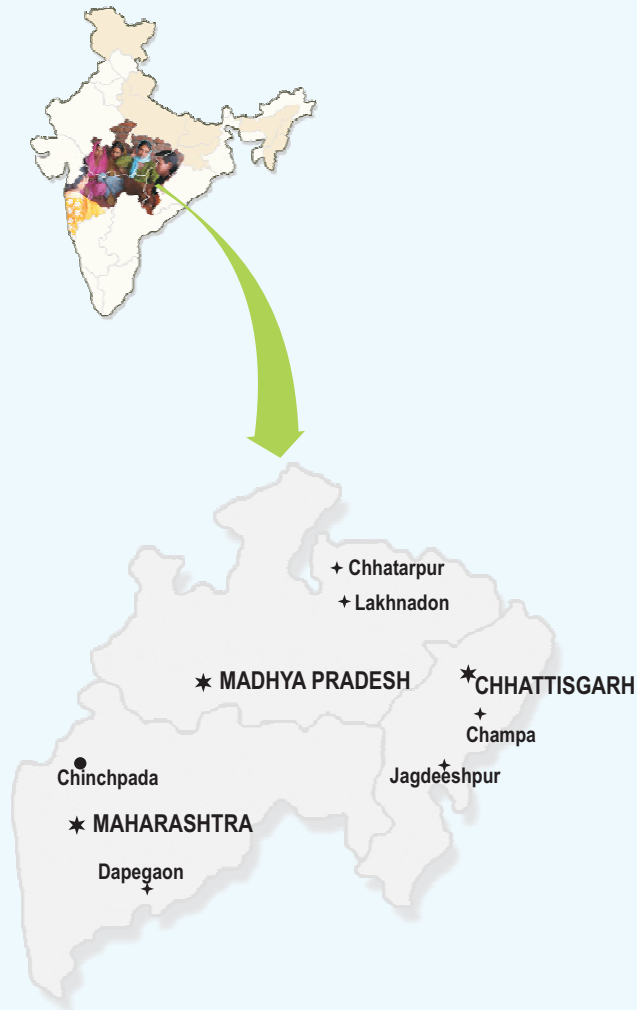 Chhatarpur
Lakhnadon
MADHYA PRADESH
CHHATTISGARH
Champa
Jagdeeshpur
Chinchpada
MAHARASHTRA
Dapegaon